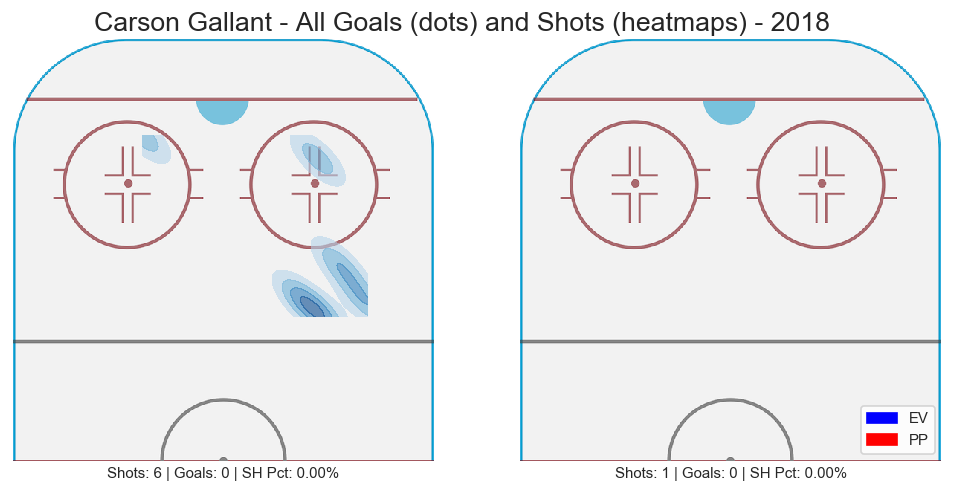 Carson Gallant - All Goals (dots) and Shots (heatmaps) - 2018
EV
PP
Shots: 6 | Goals: 0 | SH Pct: 0.00%
Shots: 1 | Goals: 0 | SH Pct: 0.00%